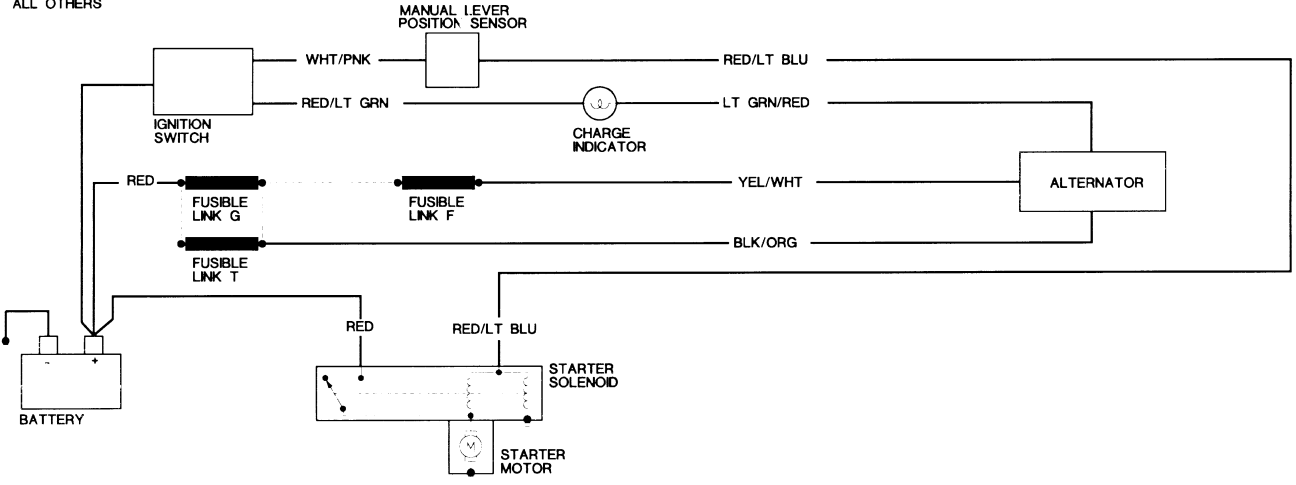 ALL OTHERS
MANUAL LEVER
POSITION SENSOR
WHT/PNK
RED/LT BLU
RED/LT GRN
LT GRN/RED
IGNITION
SWITCH
CHARGE
INDICATOR
RED
YEL/WHT
ALTERNATOR
FUSIBLE
LINK G
FUSIBLE
LINK F
BLK/ORG
FUSIBLE
LINK T
RED
RED/LT BLU
- +
STARTER
SOLENOID
BATTERY
M
STARTER
MOTOR